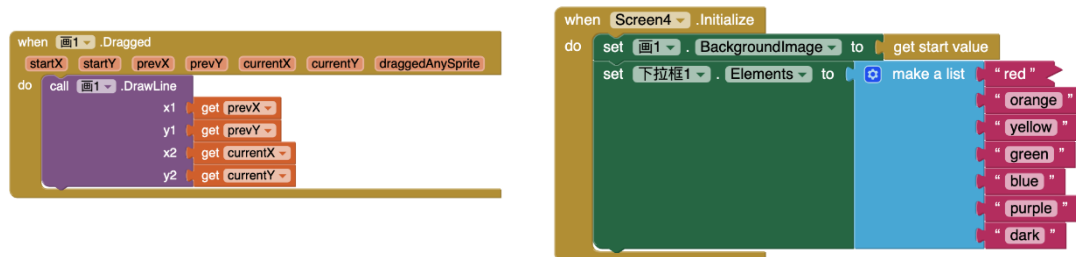 when 画1 .Dragged
startX startY prevX prevY currentX currentY draggedAnySprite
do call 画1 .DrawLine
x1 get prevX
y1 get prevY
x2 get currentX
y2 get currentY
when Screen4 .Initialize
do set 画1 . BackgroundImage to get start value
set 下拉框1 . Elements to make a list " red "
" orange "
" yellow "
" green "
" blue "
" purple "
" dark "